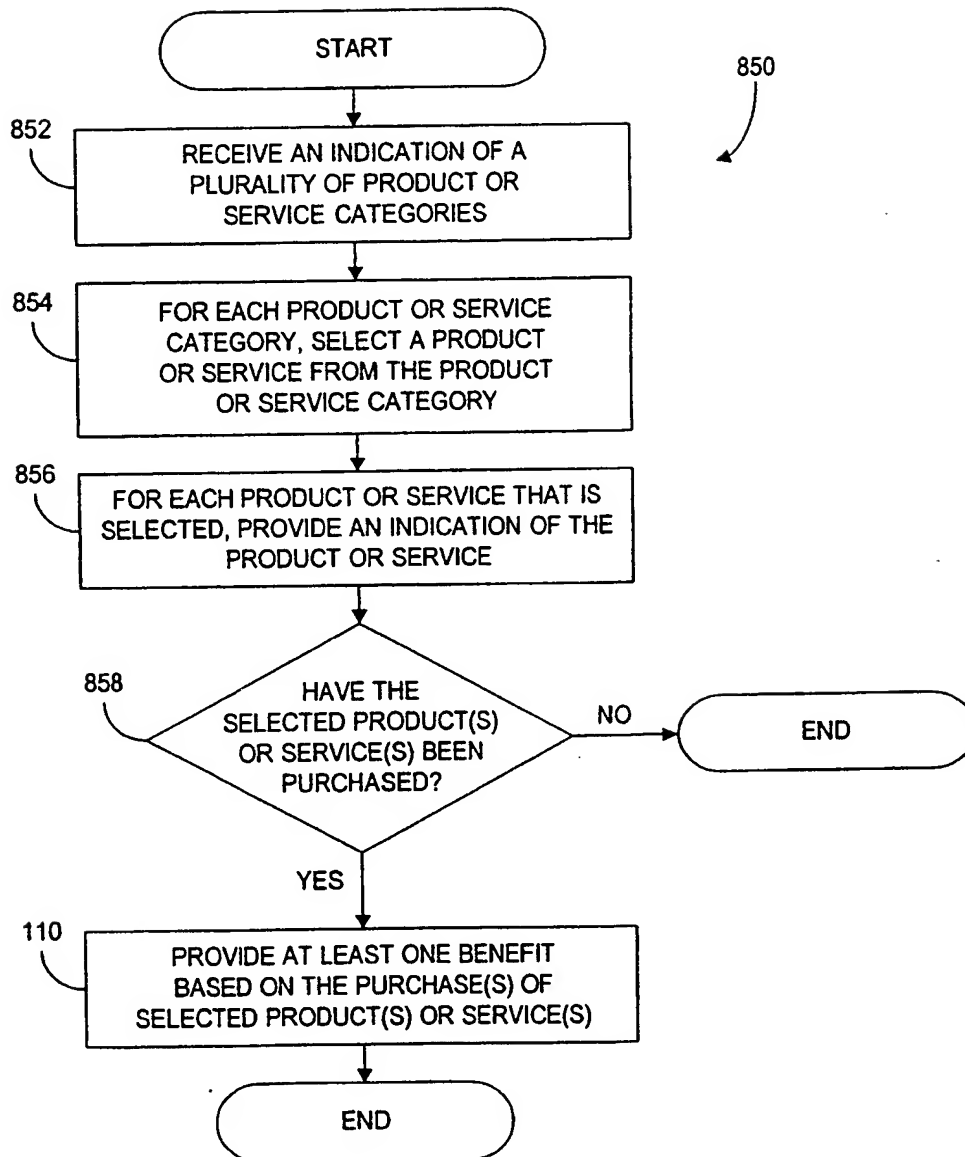 START
850
852
RECEIVE AN INDICATION OF A
PLURALITY OF PRODUCT OR
SERVICE CATEGORIES
854
FOR EACH PRODUCT OR SERVICE
CATEGORY, SELECT A PRODUCT
OR SERVICE FROM THE PRODUCT
OR SERVICE CATEGORY
856
FOR EACH PRODUCT OR SERVICE THAT IS
SELECTED, PROVIDE AN INDICATION OF THE
PRODUCT OR SERVICE
858
HAVE THE
SELECTED PRODUCT(S)
OR SERVICE(S) BEEN
PURCHASED?
NO
END
YES
110
PROVIDE AT LEAST ONE BENEFIT
BASED ON THE PURCHASE(S) OF
SELECTED PRODUCT(S) OR SERVICE(S)
END